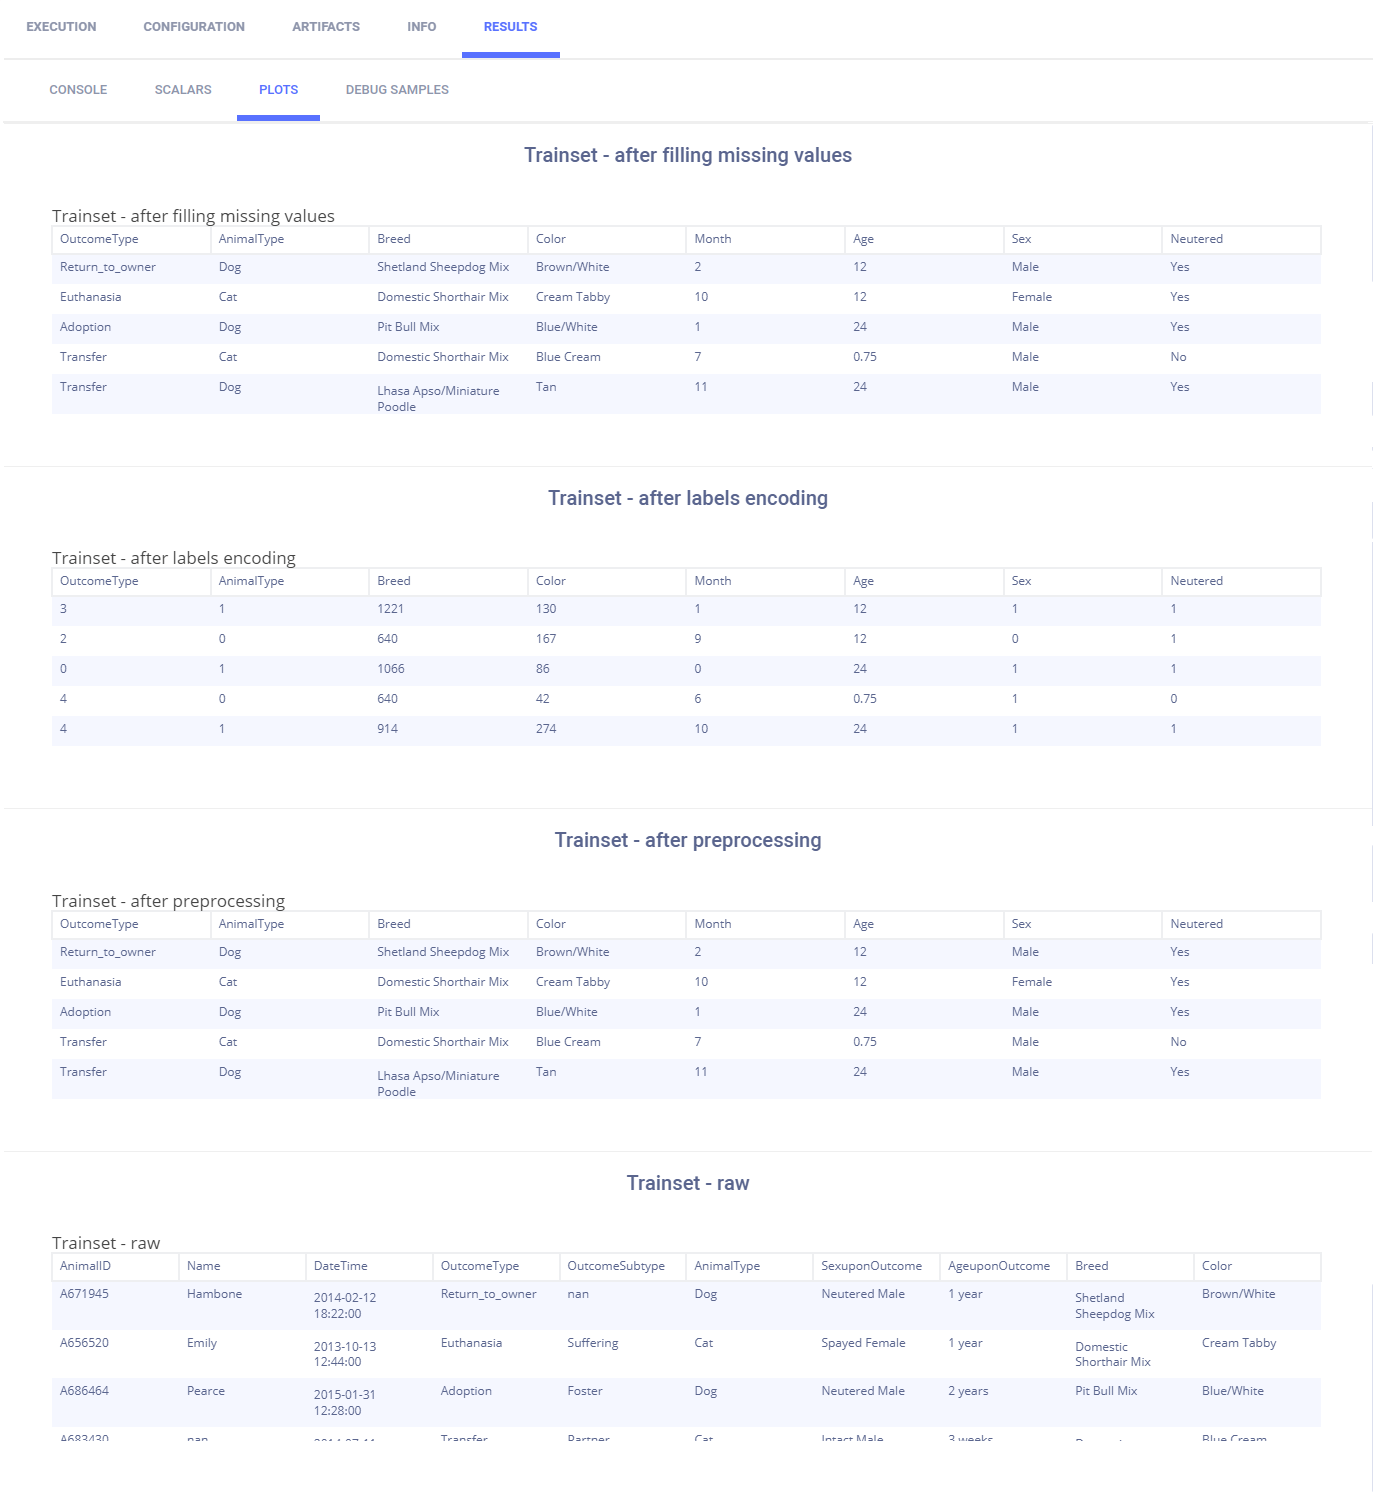 EXECUTION CONFIGURATION ARTIFACTS INFO RESULTS
CONSOLE SCALARS PLOTS DEBUG SAMPLES
Trainset - after filling missing values
Trainset - after filling missing values
OutcomeType AnimalType Breed Color Month Age Sex Neutered
Return_to_owner Dog Shetland Sheepdog Mix Brown/White 2 12 Male Yes
Euthanasia Cat Domestic Shorthair Mix Cream Tabby 10 12 Female Yes
Adoption Dog Pit Bull Mix Blue/White 1 24 Male Yes
Transfer Cat Domestic Shorthair Mix Blue Cream 7 0.75 Male No
Transfer Dog Lhasa Apso/Miniature Tan 11 24 Male Yes
Poodle
Trainset - after labels encoding
Trainset - after labels encoding
OutcomeType AnimalType Breed Color Month Age Sex Neutered
3 1 1221 130 1 12 1 1
2 0 640 167 9 12 0 1
0 1 1066 86 0 24 1 1
4 0 640 42 6 0.75 1 0
4 1 914 274 10 24 1 1
Trainset - after preprocessing
Trainset - after preprocessing
OutcomeType AnimalType Breed Color Month Age Sex Neutered
Return_to_owner Dog Shetland Sheepdog Mix Brown/White 2 12 Male Yes
Euthanasia Cat Domestic Shorthair Mix Cream Tabby 10 12 Female Yes
Adoption Dog Pit Bull Mix Blue/White 1 24 Male Yes
Transfer Cat Domestic Shorthair Mix Blue Cream 7 0.75 Male No
Transfer Dog Lhasa Apso/Miniature Tan 11 24 Male Yes
Poodle
Trainset - raw
Trainset - raw
AnimalID Name DateTime OutcomeType OutcomeSubtype AnimalType SexuponOutcome AgeuponOutcome Breed Color
A671945 Hambone 2014-02-12 Return_to_owner nan Dog Neutered Male 1 year Shetland Brown/White
18:22:00 Sheepdog Mix
A656520 Emily 2013-10-13 Euthanasia Suffering Cat Spayed Female 1 year Domestic Cream Tabby
12:44:00 Shorthair Mix
A686464 Pearce 2015-01-31 Adoption Foster Dog Neutered Male 2 years Pit Bull Mix Blue/White
12:28:00
A683430 nan Transfer Partner Cat Intact Male 3 weeks Blue Cream